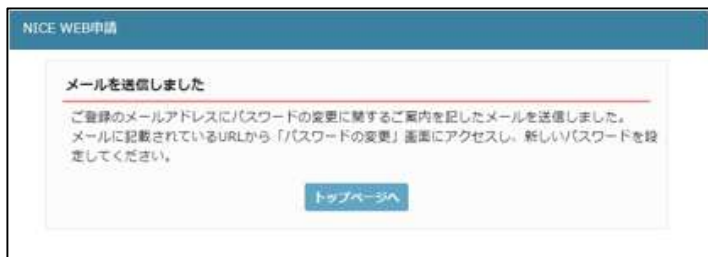 NICE WEB申請
メールを送信しました
ご登録のメールアドレスにパスワードの変更に関するご案内を記したメールを送信しました。
メールに記載されているURLから「パスワードの変更」画面にアクセスし、新しいパスワードを設
定してください。
トップページへ